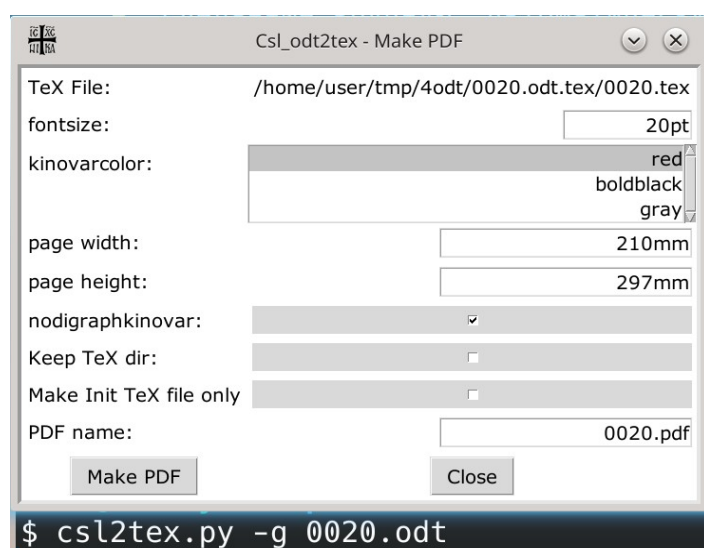 Csl_odt2tex - Make PDF
TeX File: /home/user/tmp/4odt/0020.odt.tex/0020.tex
fontsize: 20pt
kinovarcolor: red
boldblack
gray
page width: 210mm
page height: 297mm
nodigraphkinovar:
Keep TeX dir:
Make Init TeX file only
PDF name: 0020.pdf
Make PDF Close
$ csl2tex.py -g 0020.odt